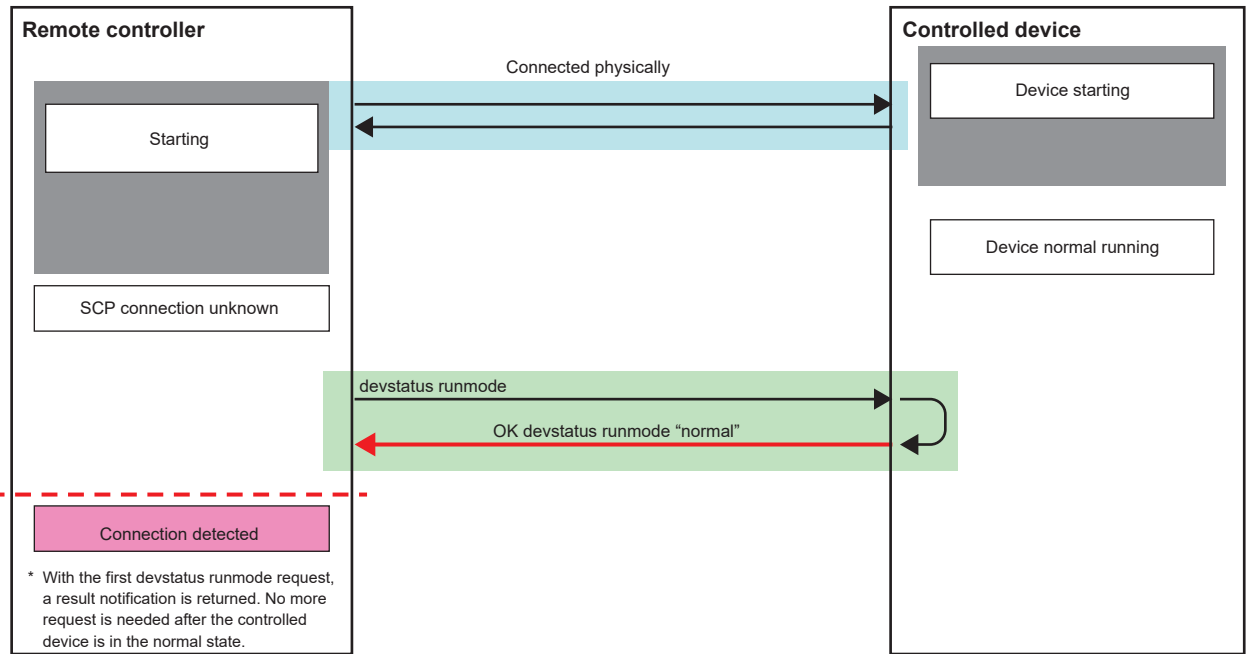 Remote controller
Controlled device
Connected physically
Device starting
Starting
Device normal running
SCP connection unknown
devstatus runmode
OK devstatus runmode “normal”
Connection detected
* With the first devstatus runmode request,
a result notification is returned. No more
request is needed after the controlled
device is in the normal state.